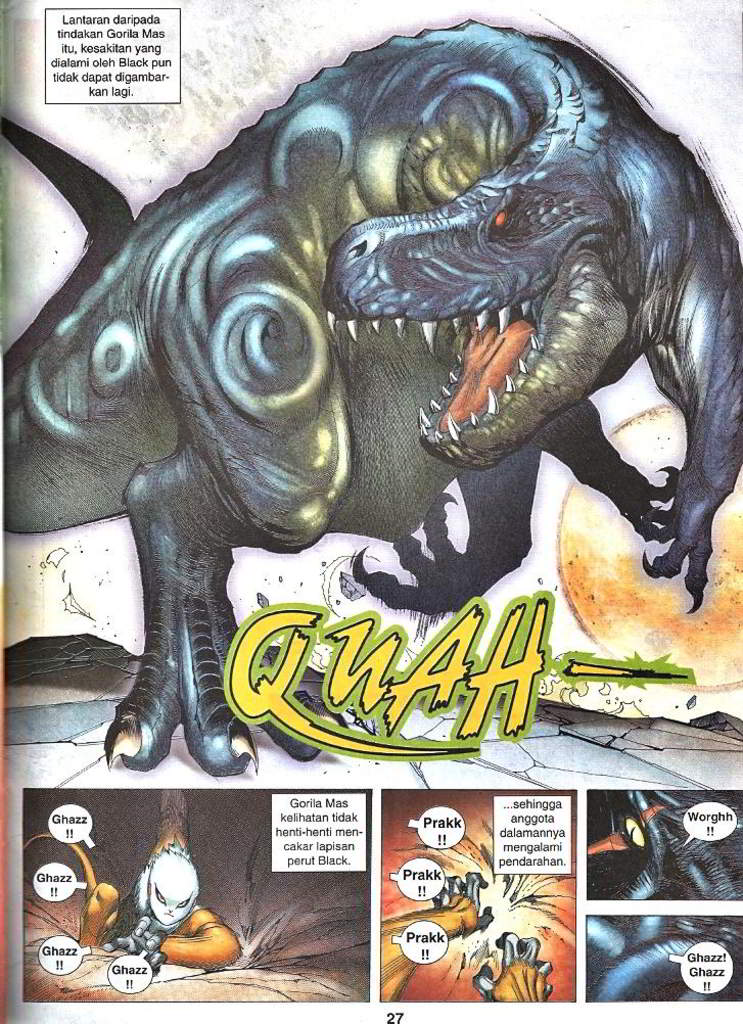 Lantaran daripada
tindakan Gorila Mas
itu, kesakitan yang
dialami oleh Black pun
tidak dapat digambar-
kan lagi.
QUAH—
Ghazz
!!
Ghazz
!!
Ghazz
!!
Ghazz
!!
Gorila Mas
kelihatan tidak
henti-henti men-
cakar lapisan
perut Black.
Prakk
!!
Prakk
!!
Prakk
!!
...sehingga
anggota
dalamannya
mengalami
pendarahan.
Worghh
!!
Ghazz!
Ghazz
!!
27